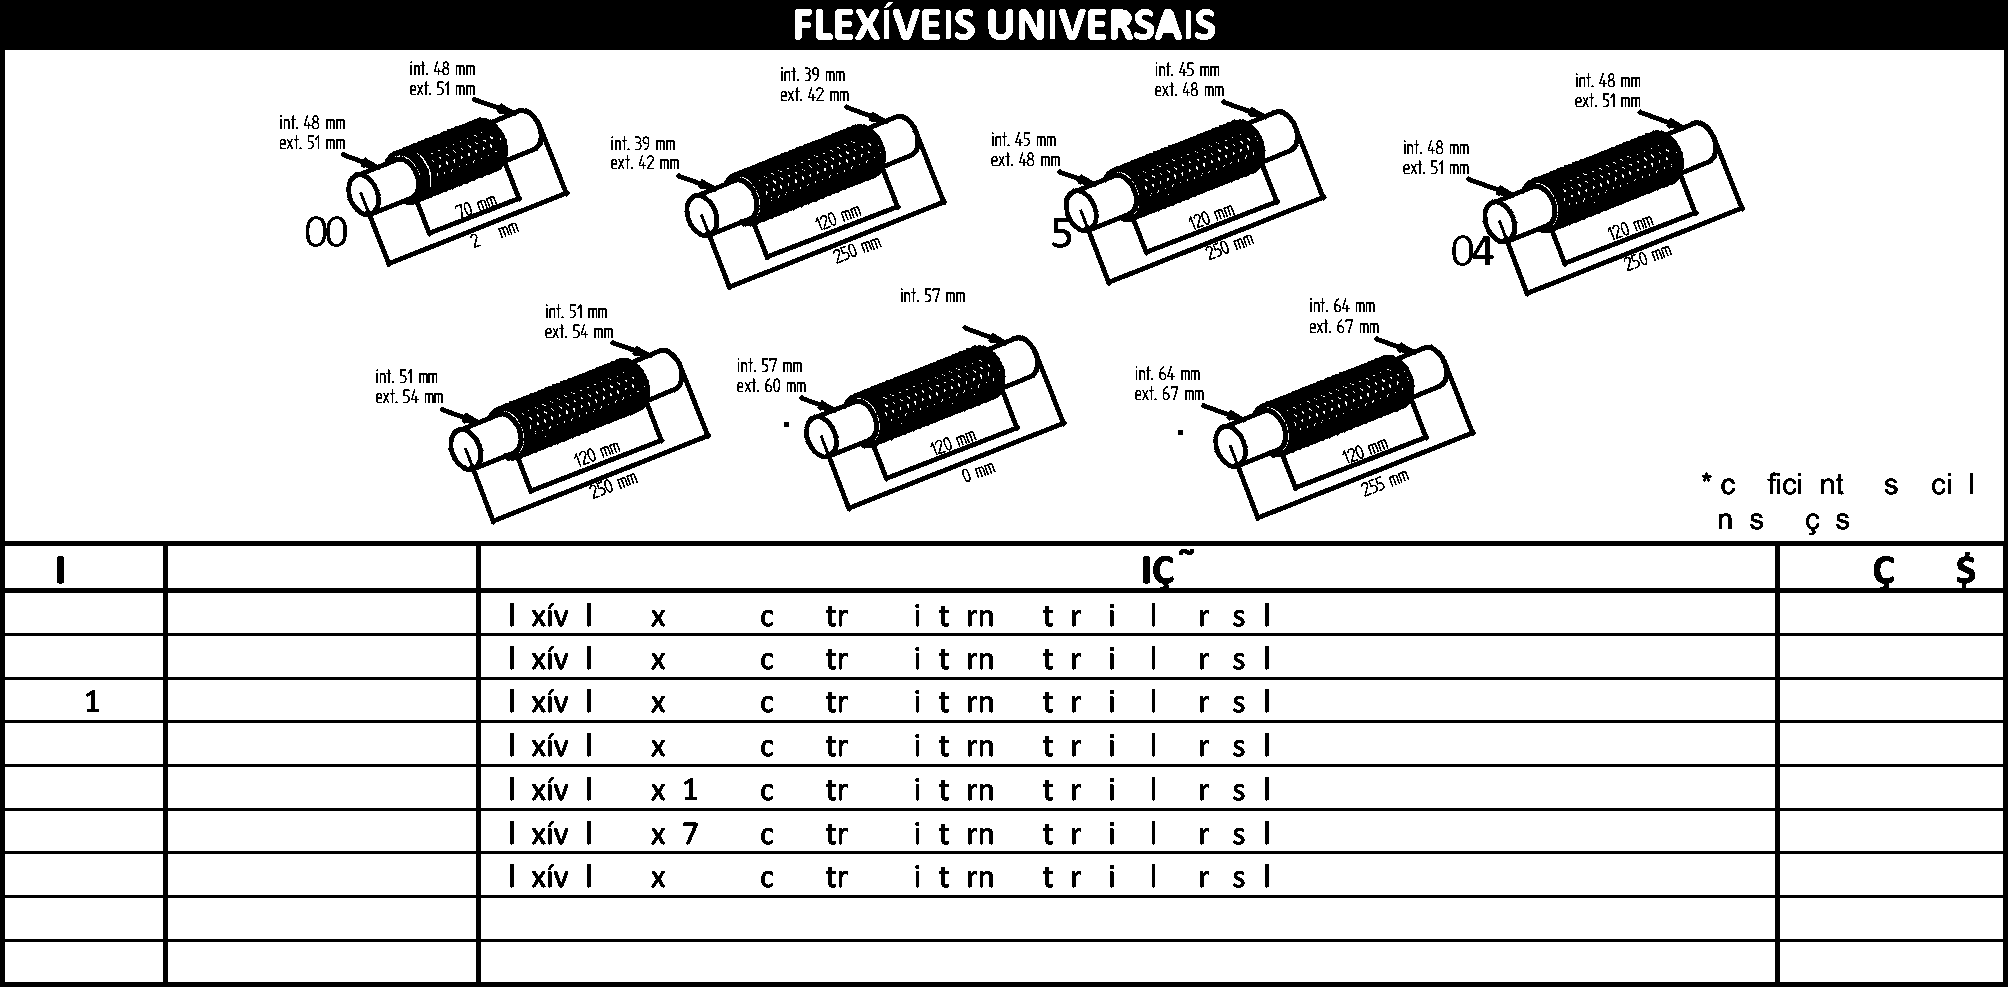 FLEXÍVEIS UNIVERSAIS
int. 48 mm
ext. 51 mm
int. 48 mm
ext. 51 mm
70 mm
2 mm
00
int. 39 mm
ext. 42 mm
int. 39 mm
ext. 42 mm
120 mm
250 mm
int. 45 mm
ext. 48 mm
int. 45 mm
ext. 48 mm
120 mm
250 mm
5
int. 48 mm
ext. 51 mm
int. 48 mm
ext. 51 mm
120 mm
250 mm
04
int. 51 mm
ext. 54 mm
int. 51 mm
ext. 54 mm
120 mm
250 mm
int. 57 mm
int. 57 mm
ext. 60 mm
120 mm
0 mm
int. 64 mm
ext. 67 mm
int. 64 mm
ext. 67 mm
120 mm
255 mm
* c fici nt s ci l
n s ç s
l IÇ˜ Ç $
l xív l x c tr i t rn t r i l r s l
l xív l x c tr i t rn t r i l r s l
1 l xív l x c tr i t rn t r i l r s l
l xív l x c tr i t rn t r i l r s l
l xív l x 1 c tr i t rn t r i l r s l
l xív l x 7 c tr i t rn t r i l r s l
l xív l x c tr i t rn t r i l r s l